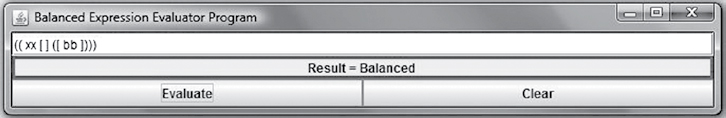 Balanced Expression Evaluator Program
(( xx [ ] ([ bb ])))
Result = Balanced
Evaluate
Clear